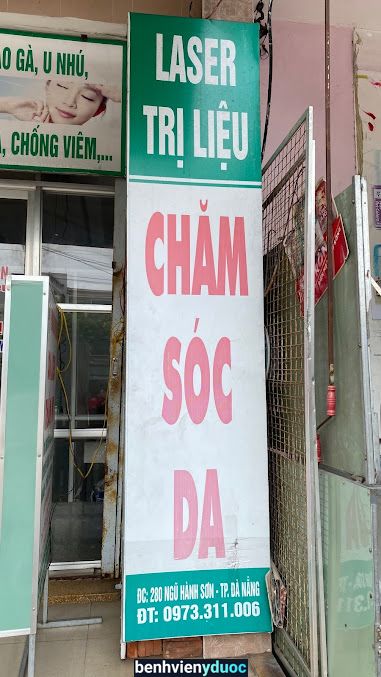 ÀO GÀ, U NHÚ,
, CHỐNG VIÊM,...
LASER
TRỊ LIỆU
CHĂM
SÓC
DA
ĐC: 280 NGŨ HÀNH SƠN - TP. ĐÀ NẴNG
ĐT: 0973.311.006
benhvienyduoc